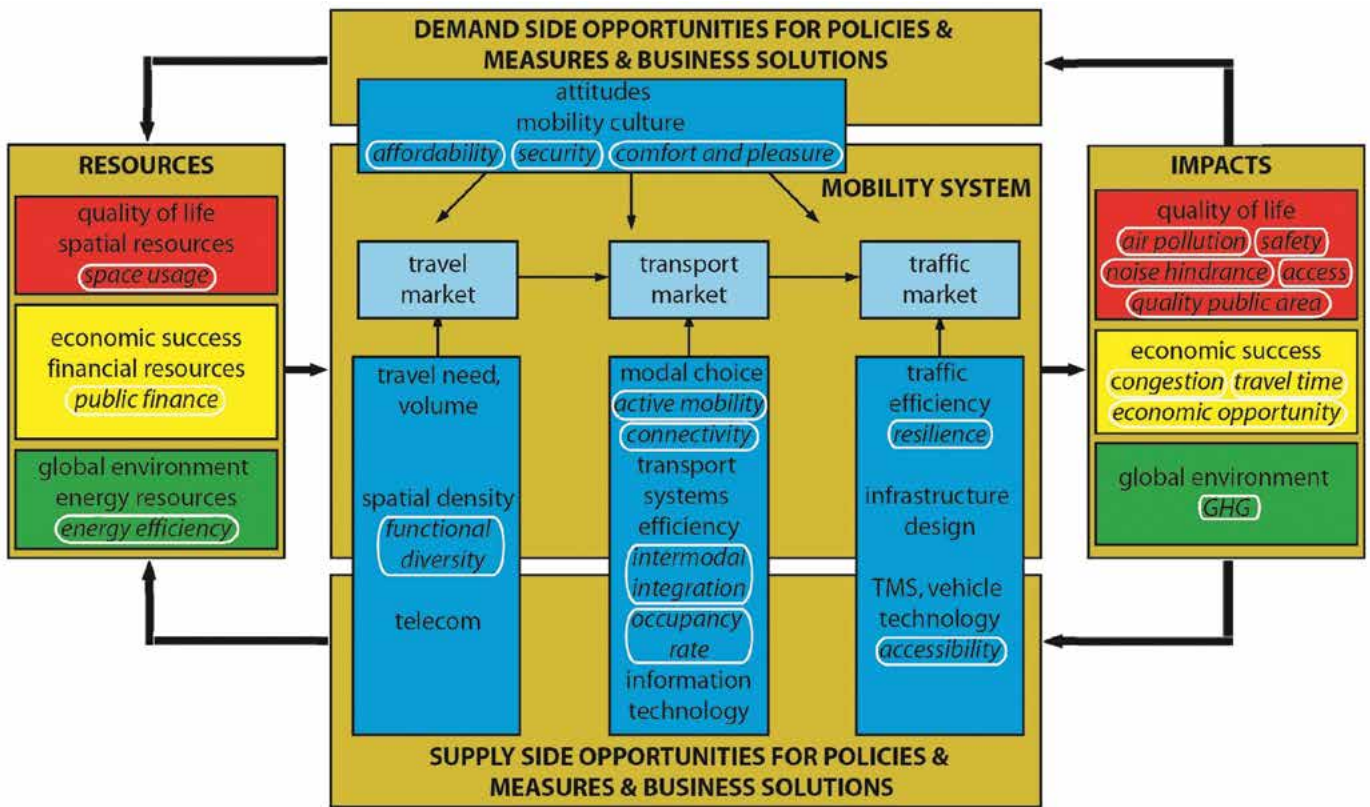 DEMAND SIDE OPPORTUNITIES FOR POLICIES &
MEASURES & BUSINESS SOLUTIONS
attitudes
mobility culture
affordability security comfort and pleasure
RESOURCES
quality of life
spatial resources
space usage
economic success
financial resources
public finance
global environment
energy resources
energy efficiency
MOBILITY SYSTEM
travel
market
transport
market
traffic
market
travel need,
volume
spatial density
functional
diversity
telecom
modal choice
active mobility
connectivity
transport
systems
efficiency
intermodal
integration
occupancy
rate
information
technology
traffic
efficiency
resilience
infrastructure
design
TMS, vehicle
technology
accessibility
IMPACTS
quality of life
air pollution safety
noise hindrance access
quality public area
economic success
congestion travel time
economic opportunity
global environment
GHG
SUPPLY SIDE OPPORTUNITIES FOR POLICIES &
MEASURES & BUSINESS SOLUTIONS